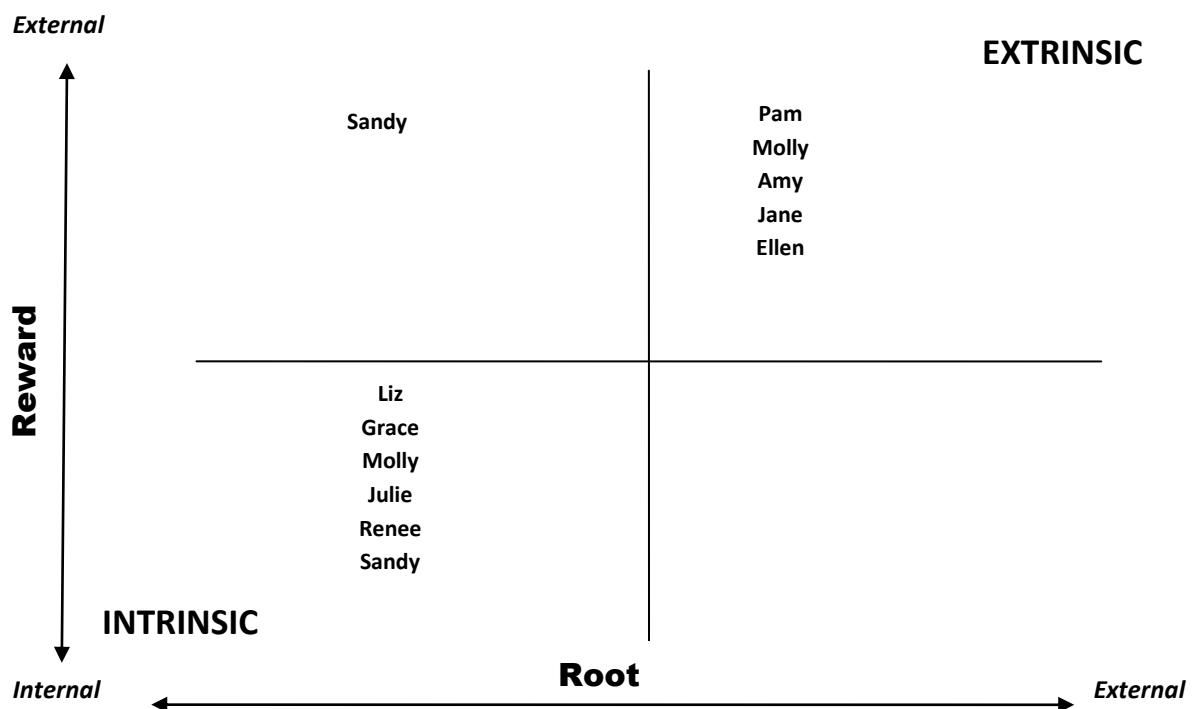 External
EXTRINSIC
Sandy
Pam
Molly
Amy
Jane
Ellen
Reward
Liz
Grace
Molly
Julie
Renee
Sandy
INTRINSIC
Root
Internal
External